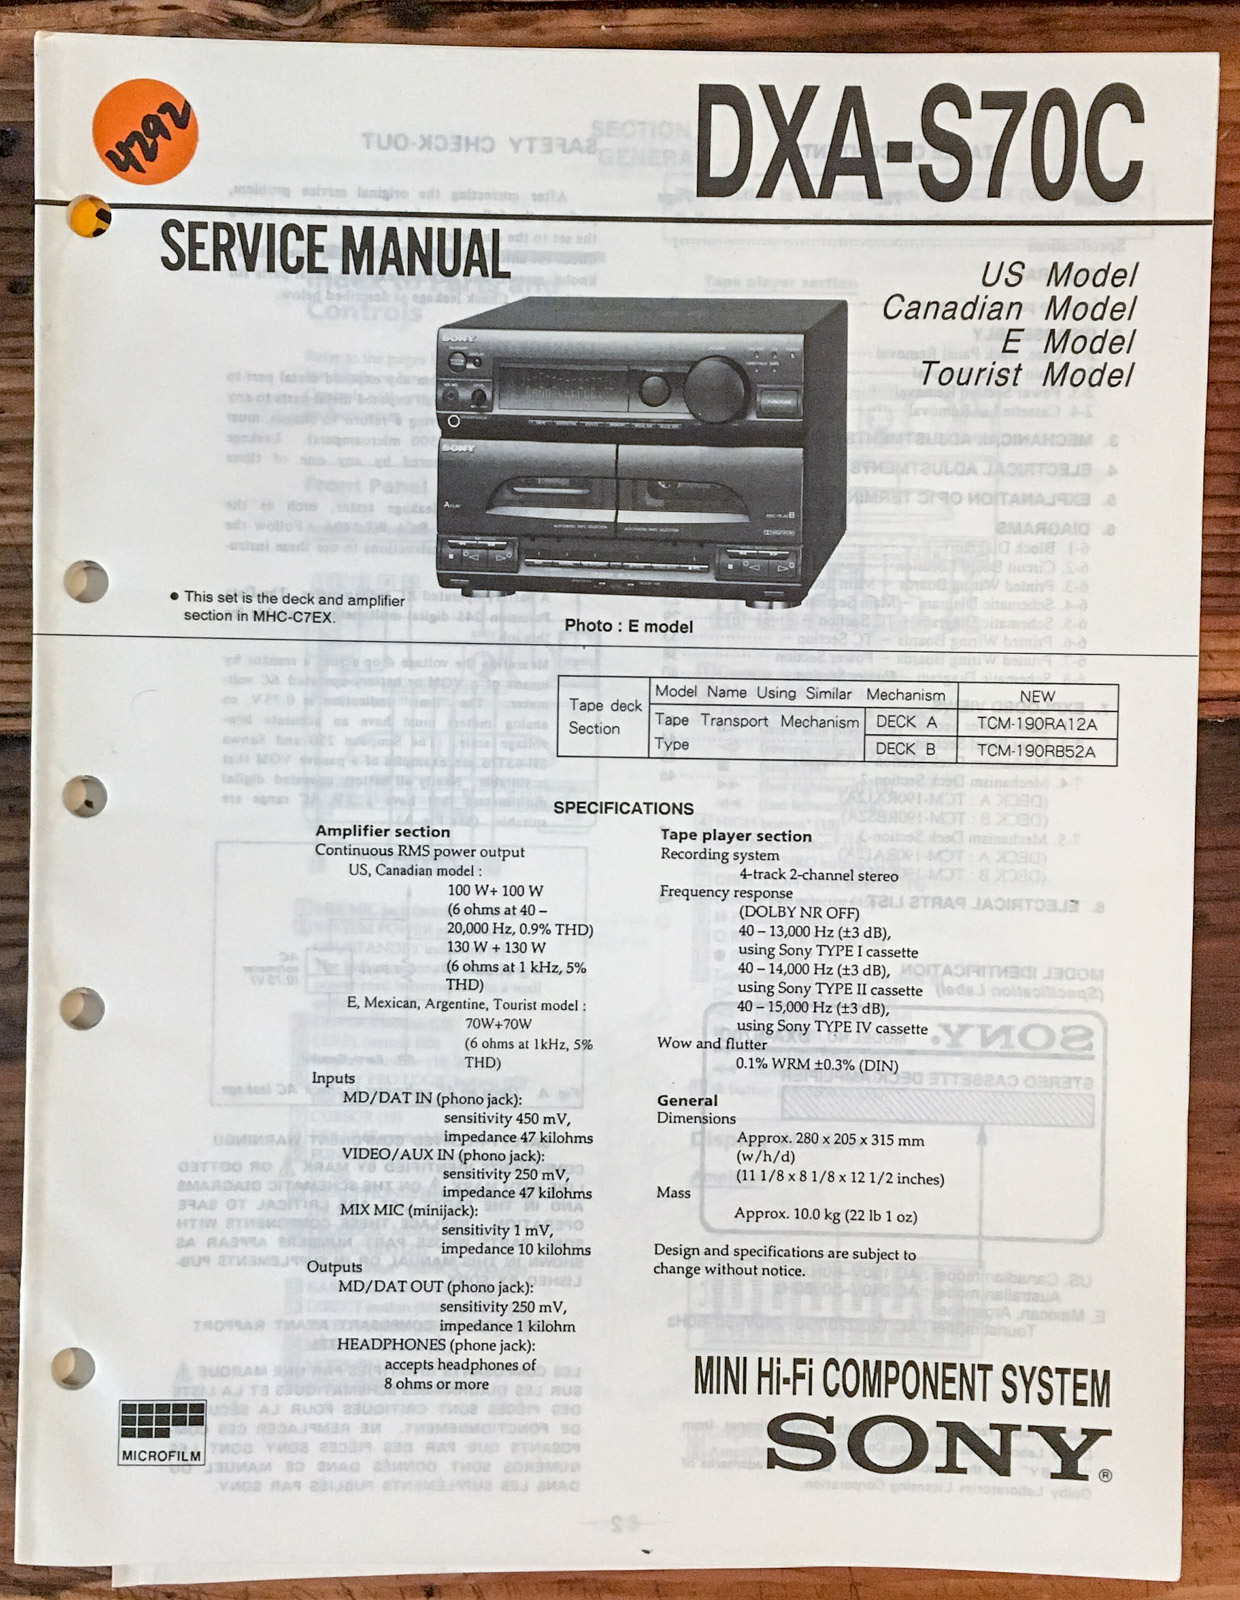 4292
DXA-S70C
SERVICE MANUAL
US Model
Canadian Model
E Model
Tourist Model
SONY
SONY
A PLAY
● This set is the deck and amplifier
section in MHC-C7EX.
Photo : E model
Tape deck
Section
Model Name Using Similar Mechanism
NEW
Tape Transport Mechanism
Type
DECK A
TCM-190RA12A
DECK B
TCM-190RB52A
SPECIFICATIONS
Amplifier section
Continuous RMS power output
US, Canadian model :
100 W+ 100 W
(6 ohms at 40 –
20,000 Hz, 0.9% THD)
130 W + 130 W
(6 ohms at 1 kHz, 5%
THD)
E, Mexican, Argentine, Tourist model :
70W+70W
(6 ohms at 1kHz, 5%
THD)
Inputs
MD/DAT IN (phono jack):
sensitivity 450 mV,
impedance 47 kilohms
VIDEO/AUX IN (phono jack):
sensitivity 250 mV,
impedance 47 kilohms
MIX MIC (minijack):
sensitivity 1 mV,
impedance 10 kilohms
Outputs
MD/DAT OUT (phono jack):
sensitivity 250 mV,
impedance 1 kilohm
HEADPHONES (phone jack):
accepts headphones of
8 ohms or more
Tape player section
Recording system
4-track 2-channel stereo
Frequency response
(DOLBY NR OFF)
40 – 13,000 Hz (±3 dB),
using Sony TYPE I cassette
40 – 14,000 Hz (±3 dB),
using Sony TYPE II cassette
40 – 15,000 Hz (±3 dB),
using Sony TYPE IV cassette
Wow and flutter
0.1% WRM ±0.3% (DIN)
General
Dimensions
Approx. 280 x 205 x 315 mm
(w/h/d)
(11 1/8 x 8 1/8 x 12 1/2 inches)
Mass
Approx. 10.0 kg (22 lb 1 oz)
Design and specifications are subject to
change without notice.
MICROFILM
MINI Hi-Fi COMPONENT SYSTEM
SONY®